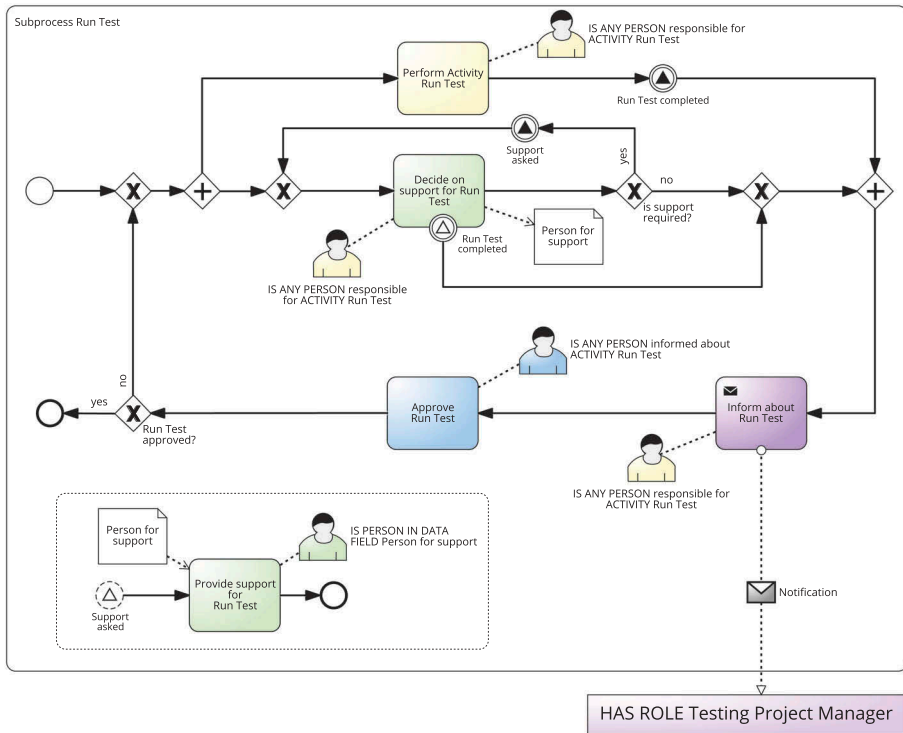 Subprocess Run Test
IS ANY PERSON responsible for
ACTIVITY Run Test
Perform Activity
Run Test
Run Test completed
Support
asked
yes
Decide on
support for Run
Test
no
is support
required?
Run Test
completed
Person for
support
IS ANY PERSON responsible
for ACTIVITY Run Test
IS ANY PERSON informed about
ACTIVITY Run Test
no
yes
Run Test
approved?
Approve
Run Test
Inform about
Run Test
IS ANY PERSON responsible for
ACTIVITY Run Test
Person for
support
IS PERSON IN DATA
FIELD Person for support
Provide support
for
Run Test
Support
asked
Notification
HAS ROLE Testing Project Manager